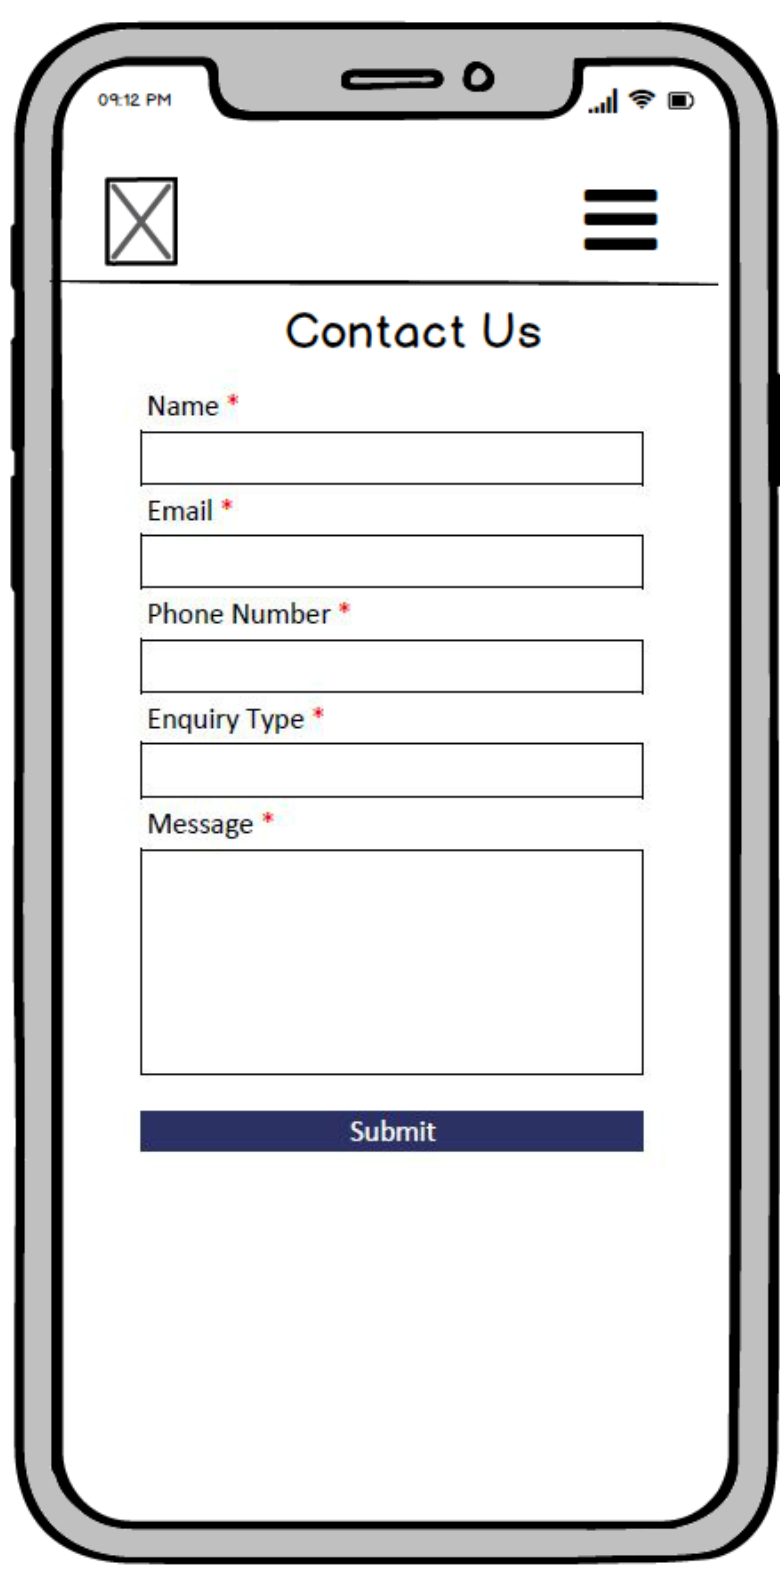 09:12 PM
Contact Us
Name *
Email *
Phone Number *
Enquiry Type *
Message *
Submit